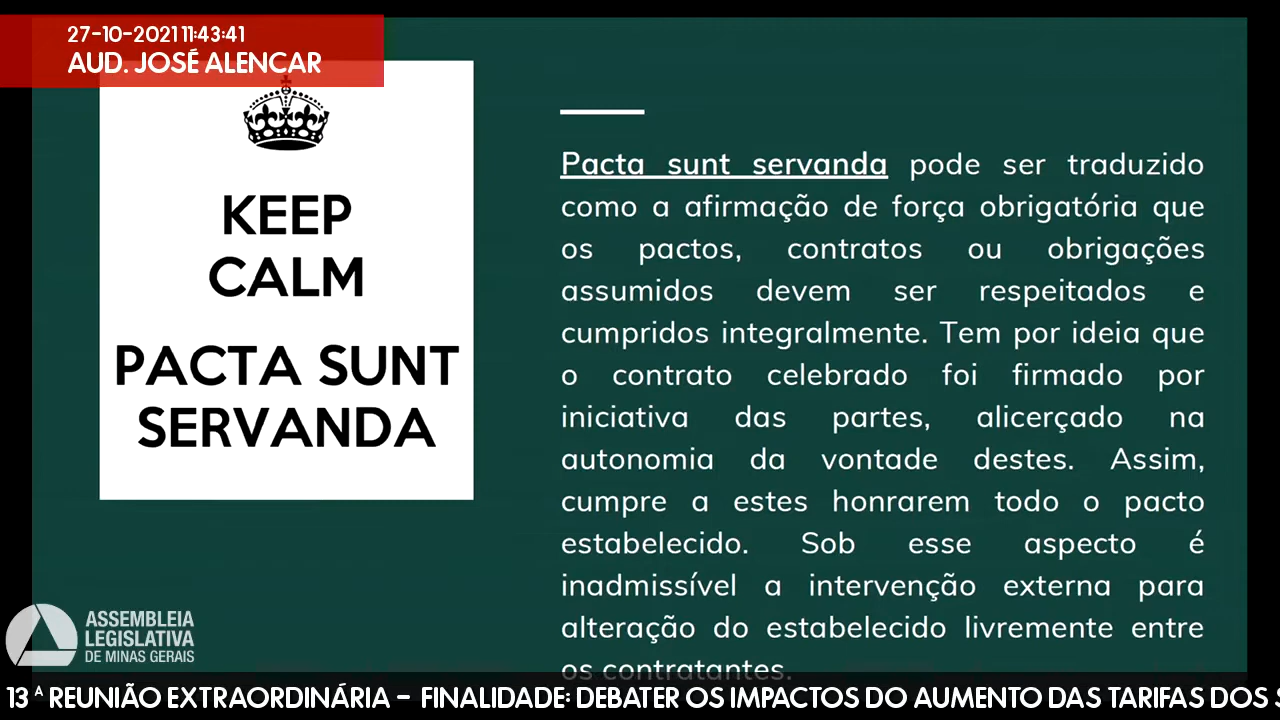 27-10-2021 11:43:41
AUD. JOSÉ ALENCAR
KEEP
CALM
PACTA SUNT
SERVANDA
Pacta sunt servanda pode ser traduzido
como a afirmação de força obrigatória que
os pactos, contratos ou obrigações
assumidos devem ser respeitados e
cumpridos integralmente. Tem por ideia que
o contrato celebrado foi firmado por
iniciativa das partes, alicerçado na
autonomia da vontade destes. Assim,
cumpre a estes honrarem todo o pacto
estabelecido. Sob esse aspecto é
inadmissível a intervenção externa para
alteração do estabelecido livremente entre
os contratantes.
ASSEMBLEIA
LEGISLATIVA
DE MINAS GERAIS
13ª REUNIÃO EXTRAORDINÁRIA - FINALIDADE: DEBATER OS IMPACTOS DO AUMENTO DAS TARIFAS DOS